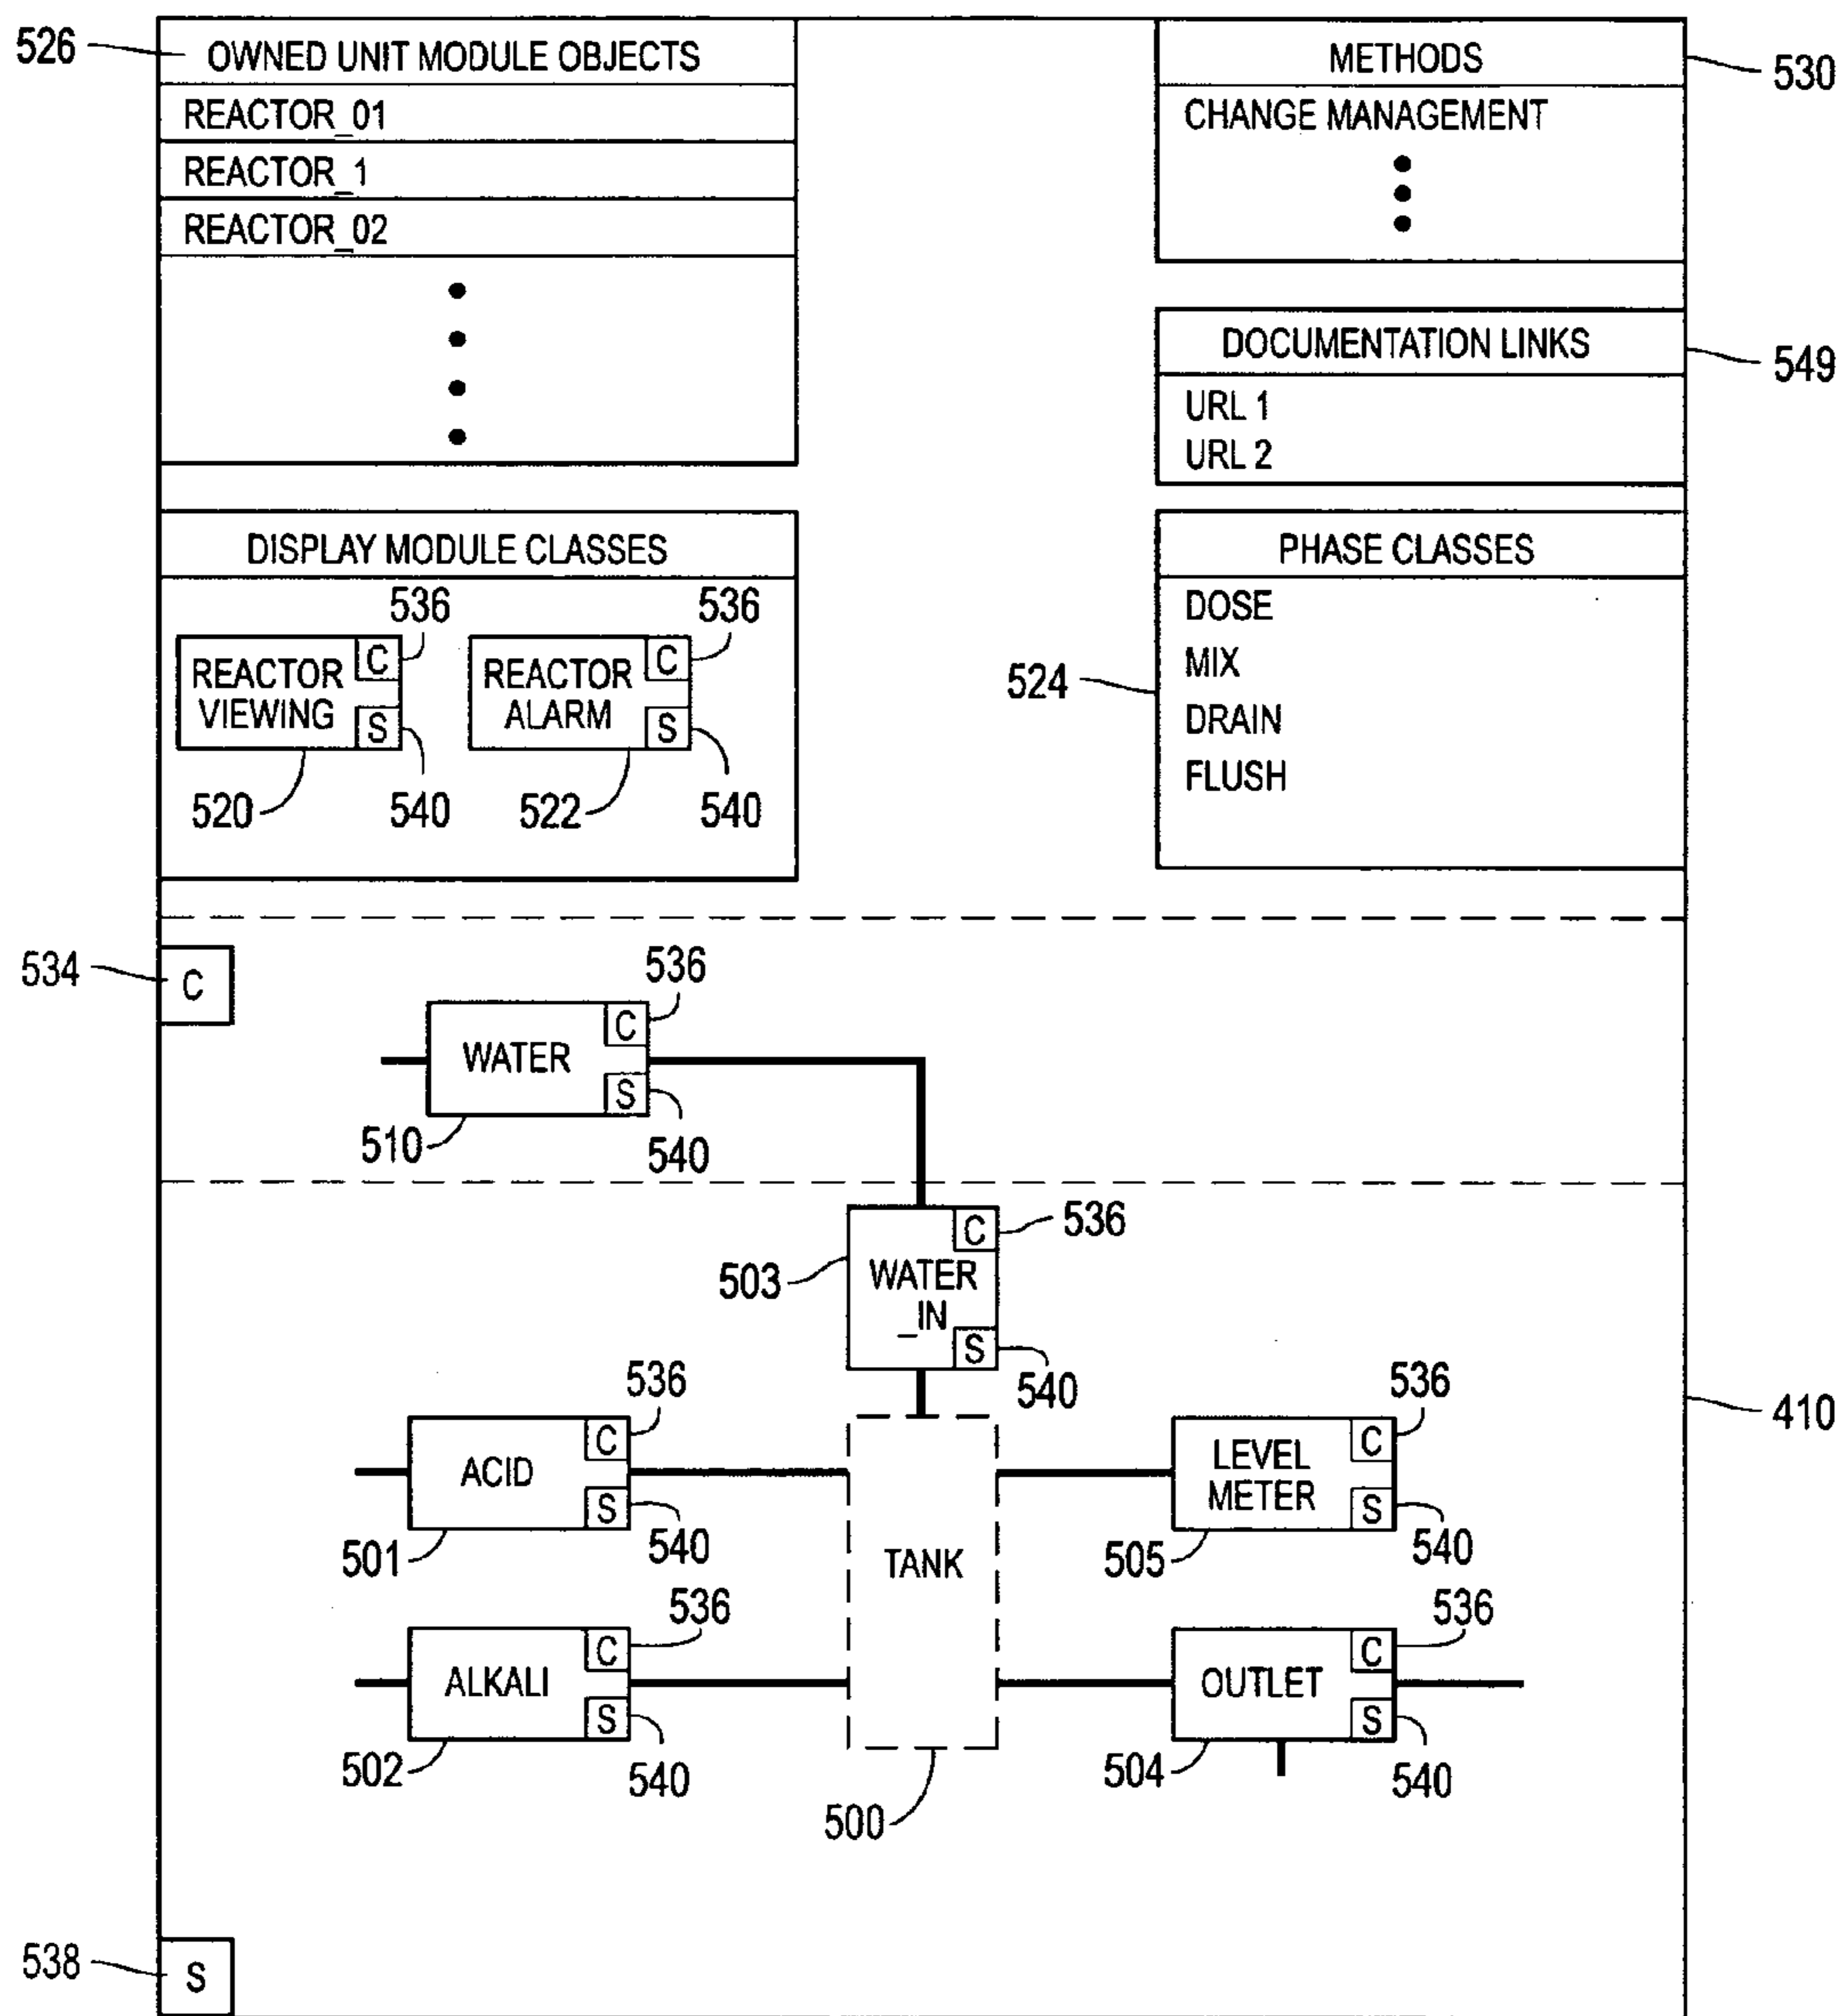 526
OWNED UNIT MODULE OBJECTS
REACTOR_01
REACTOR_1
REACTOR_02
METHODS
530
CHANGE MANAGEMENT
DOCUMENTATION LINKS
549
URL 1
URL 2
DISPLAY MODULE CLASSES
536
536
REACTOR
VIEWING
C
S
REACTOR
ALARM
C
S
520
540
522
540
PHASE CLASSES
524
DOSE
MIX
DRAIN
FLUSH
534
C
536
WATER
C
S
510
540
536
503
WATER
_IN
C
S
540
410
536
ACID
C
S
501
540
536
LEVEL
METER
C
S
505
540
TANK
536
ALKALI
C
S
502
540
536
OUTLET
C
S
504
540
500
538
S